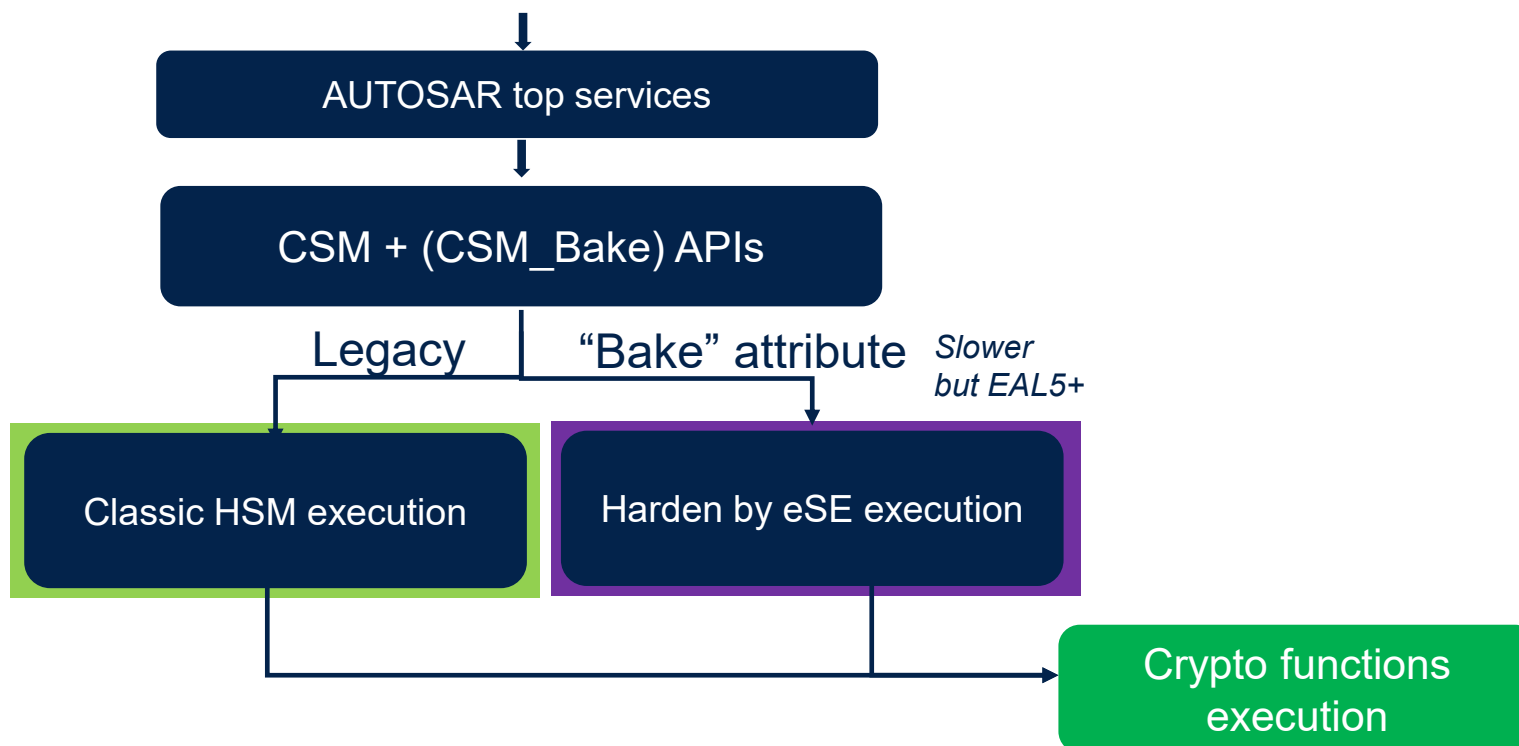 AUTOSAR top services
CSM + (CSM_Bake) APIs
Legacy
“Bake” attribute
Slower
but EAL5+
Classic HSM execution
Harden by eSE execution
Crypto functions
execution